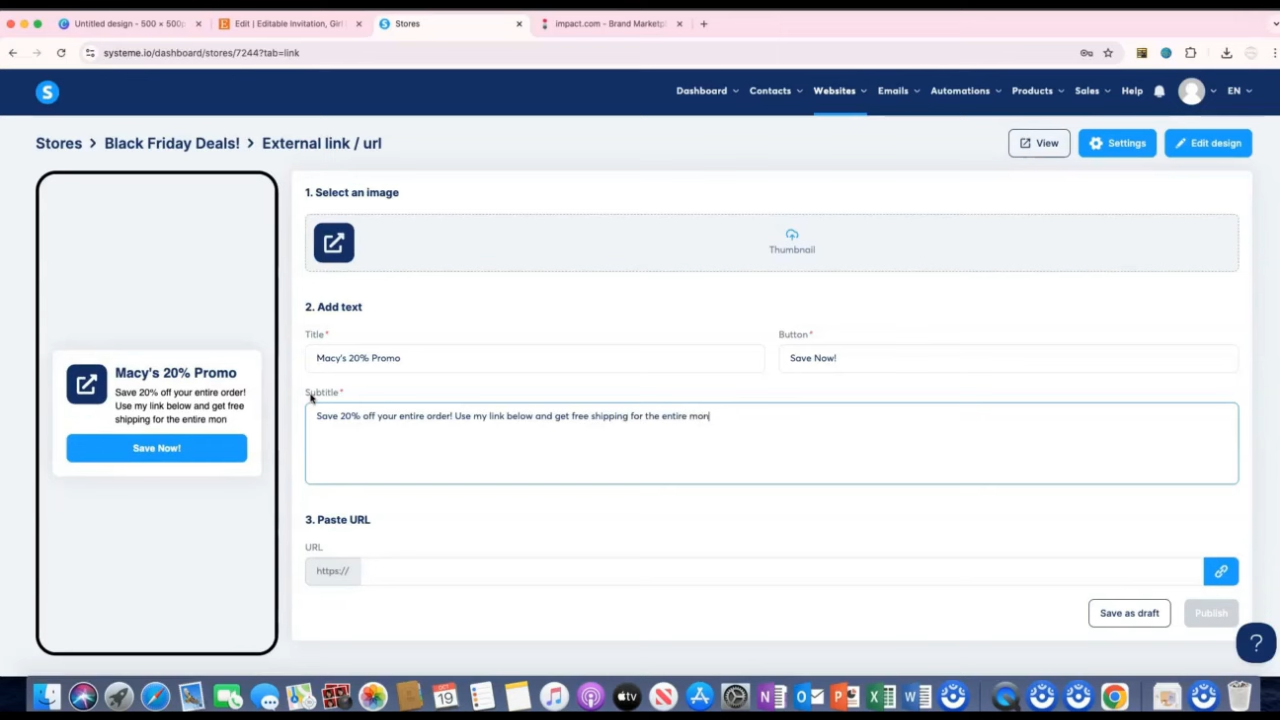 Untitled design - 500 × 500p
Edit | Editable Invitation, Girl
Stores
impact.com - Brand Marketp
systeme.io/dashboard/stores/7244?tab=link
S
Dashboard
Contacts
Websites
Emails
Automations
Products
Sales
Help
EN
Stores > Black Friday Deals! > External link / url
View
Settings
Edit design
1. Select an image
Thumbnail
2. Add text
Title*
Button*
Macy's 20% Promo
Save Now!
Subtitle*
Save 20% off your entire order! Use my link below and get free shipping for the entire mon
Macy's 20% Promo
Save 20% off your entire order!
Use my link below and get free
shipping for the entire mon
Save Now!
3. Paste URL
URL
https://
Save as draft
Publish
?
OCT
19
tv
N
O
P
X
W